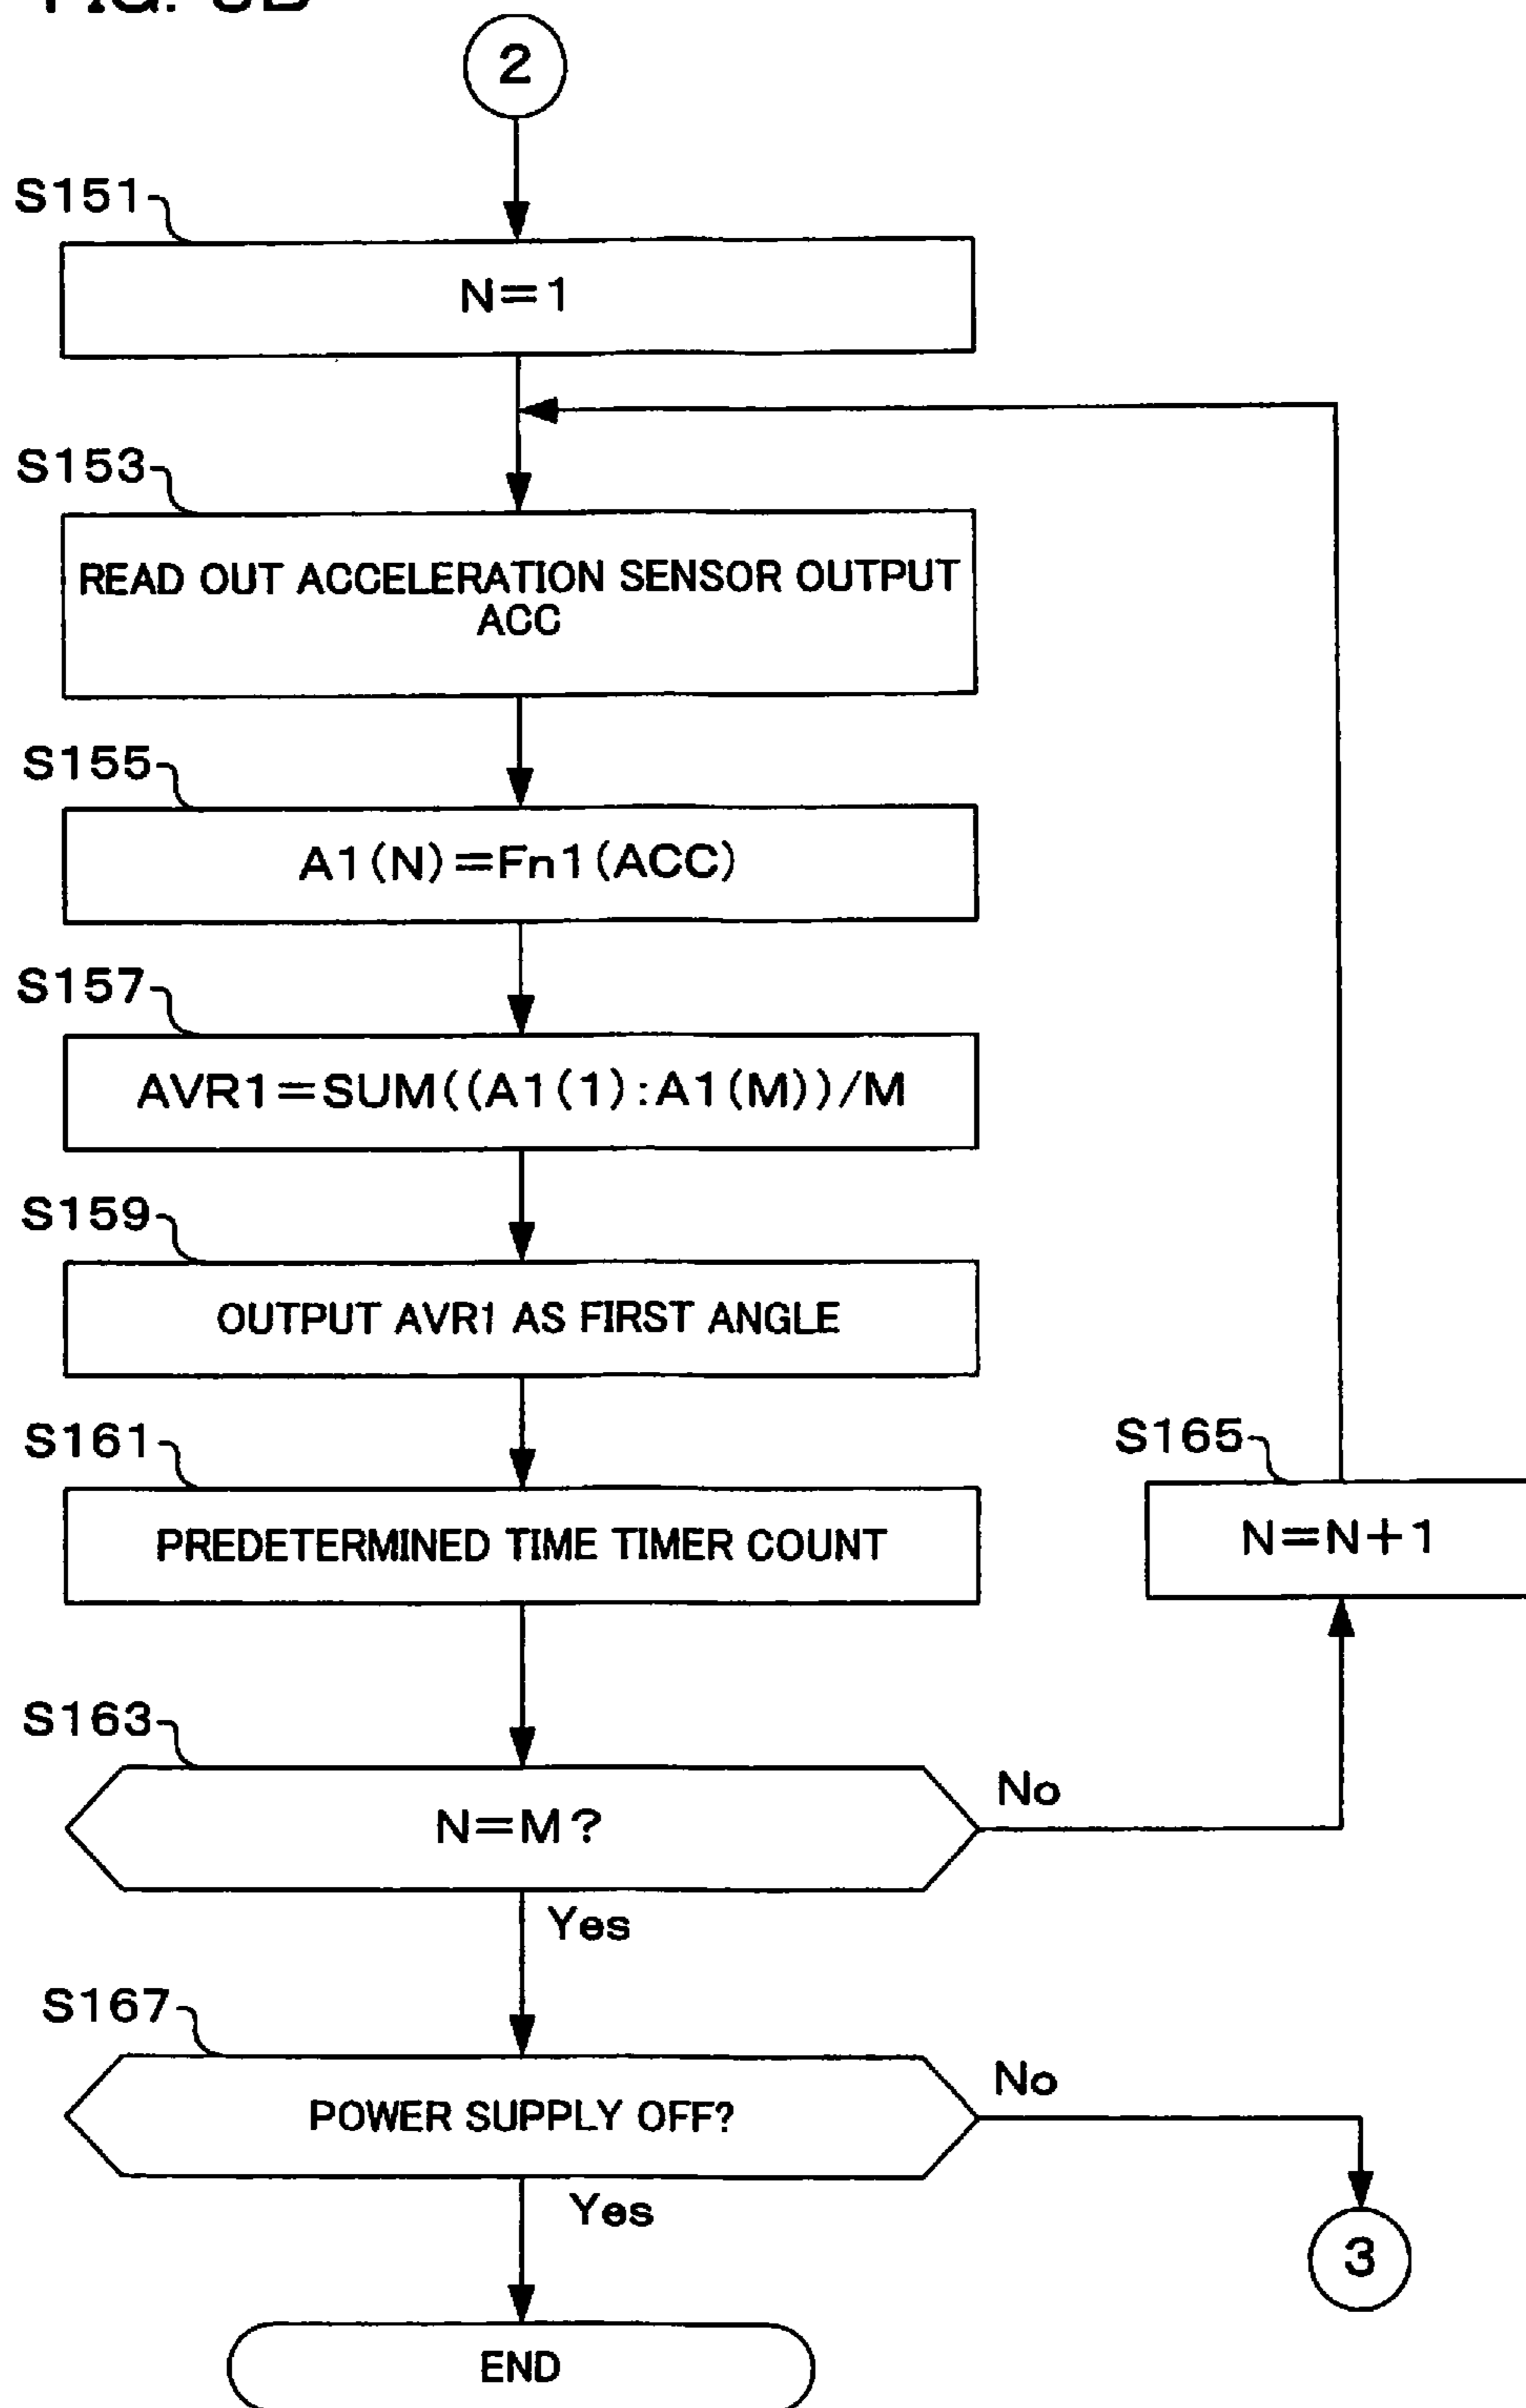 FIG.
2
S151
N=1
S153
READ OUT ACCELERATION SENSOR OUTPUT
ACC
S155
A1(N)=Fn1(ACC)
S157
AVR1=SUM((A1(1):A1(M))/M
S159
OUTPUT AVR1 AS FIRST ANGLE
S161
PREDETERMINED TIME TIMER COUNT
S165
N=N+1
S163
N=M?
No
Yes
S167
POWER SUPPLY OFF?
No
Yes
3
END